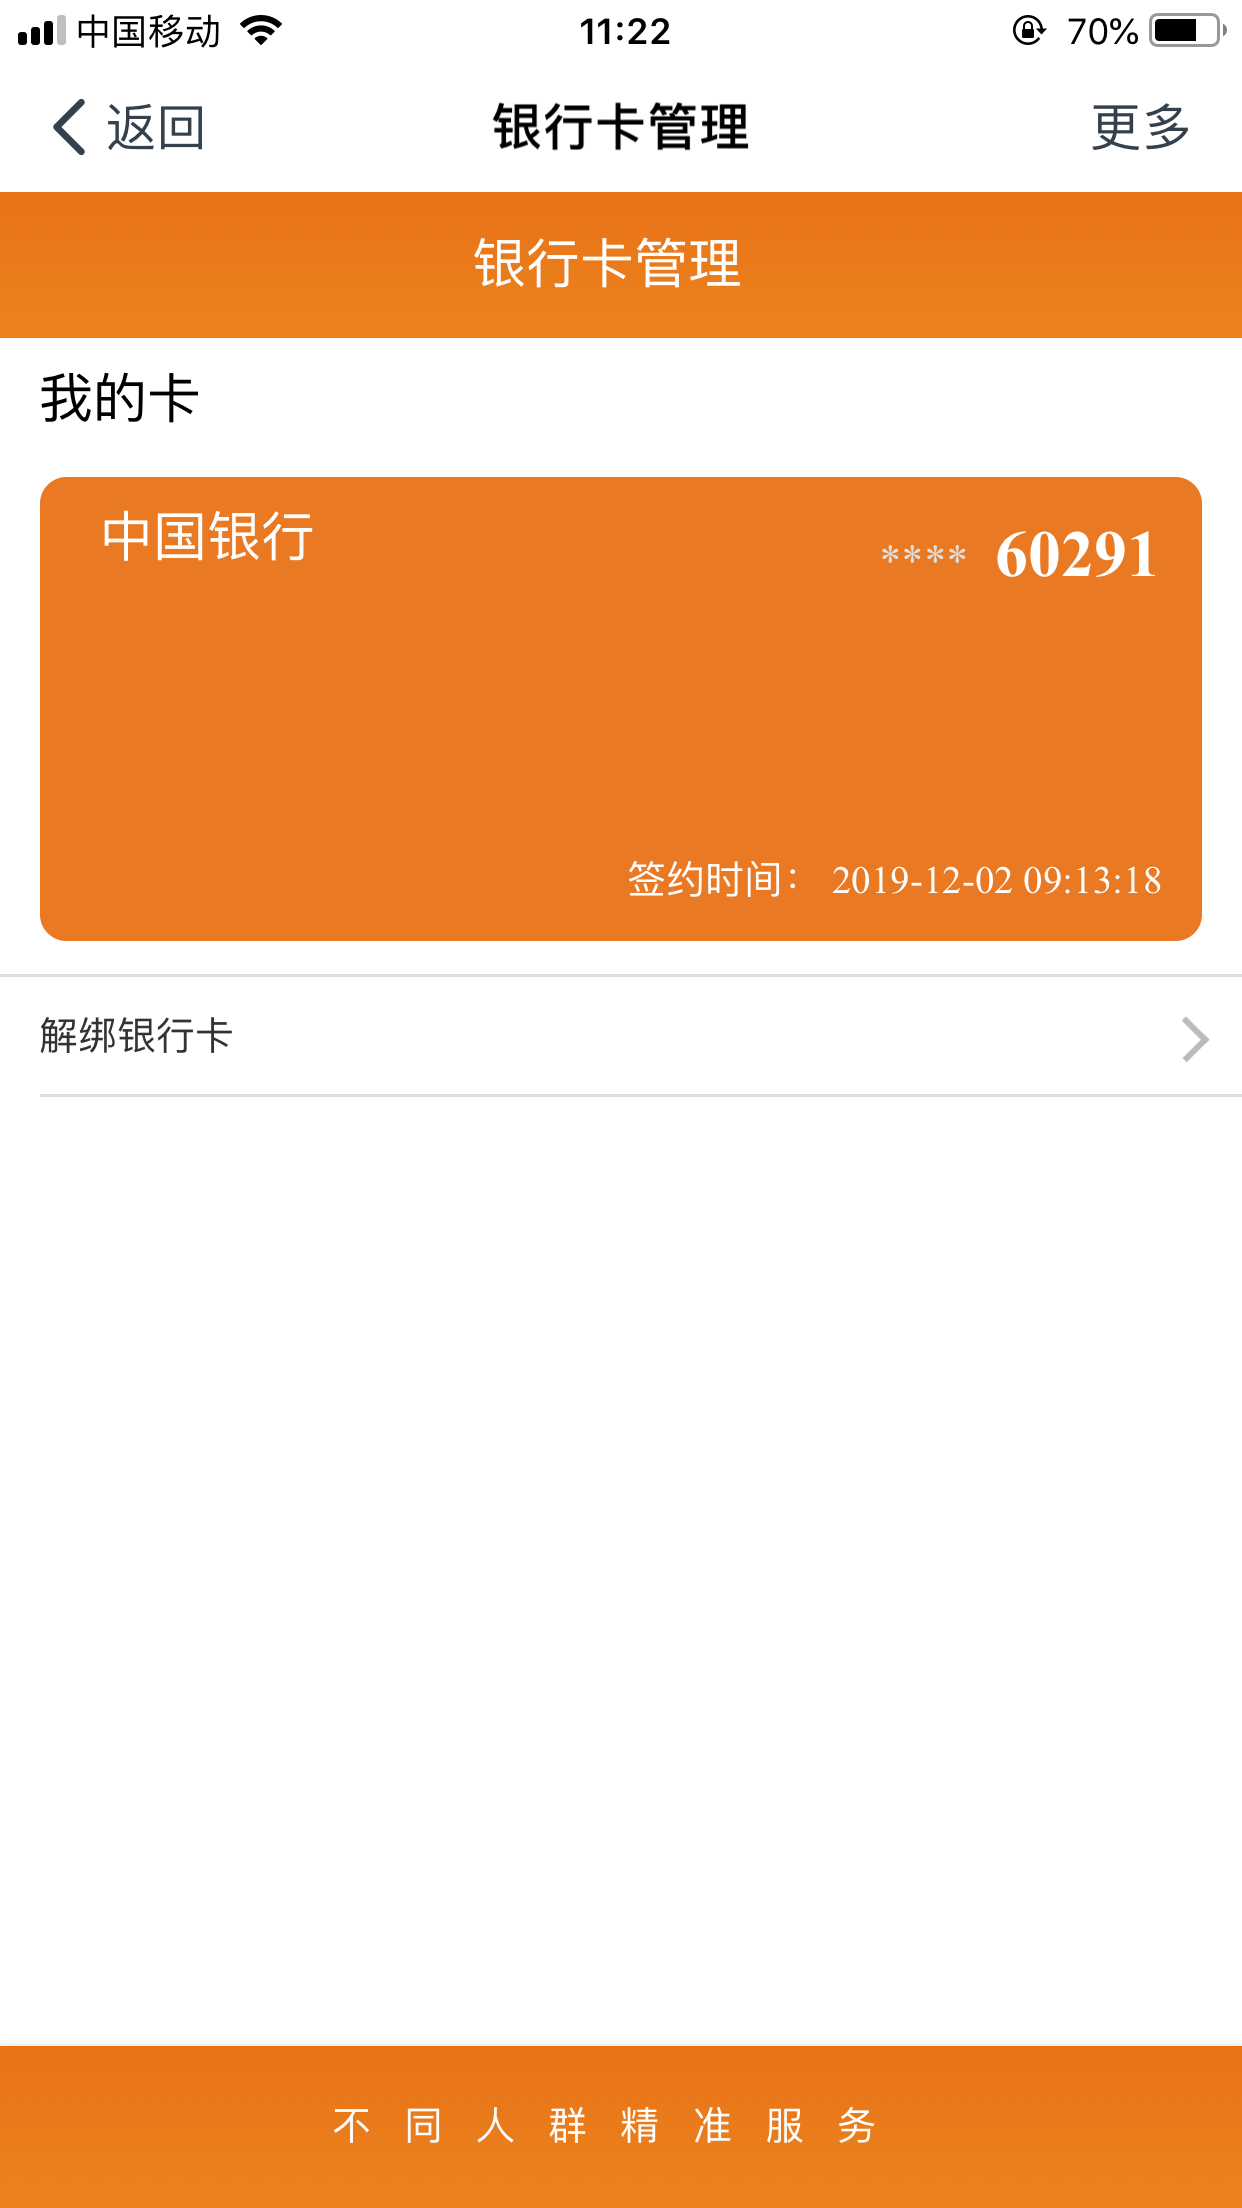 中国移动 11:22 70%
返回 银行卡管理 更多
银行卡管理
我的卡
中国银行 **** 60291
签约时间： 2019-12-02 09:13:18
解绑银行卡
不同人群精准服务